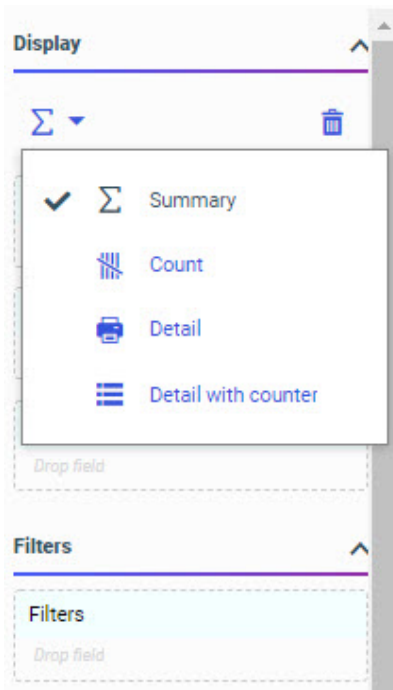 Display
Summary
Count
Detail
Detail with counter
Drop field
Filters
Filters
Drop field